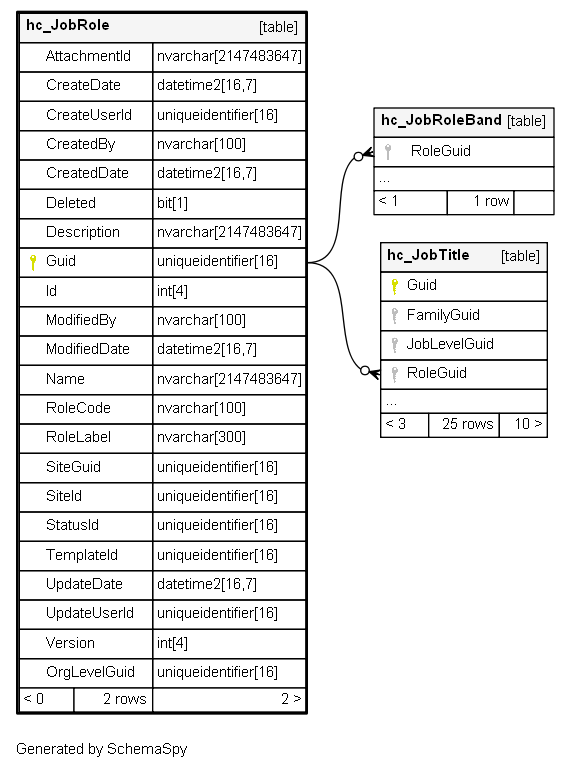 hc_JobRole [table]
AttachmentId nvarchar[2147483647]
CreateDate datetime2[16,7]
CreateUserId uniqueidentifier[16]
CreatedBy nvarchar[100]
CreatedDate datetime2[16,7]
Deleted bit[1]
Description nvarchar[2147483647]
Guid uniqueidentifier[16]
Id int[4]
ModifiedBy nvarchar[100]
ModifiedDate datetime2[16,7]
Name nvarchar[2147483647]
RoleCode nvarchar[100]
RoleLabel nvarchar[300]
SiteGuid uniqueidentifier[16]
SiteId uniqueidentifier[16]
StatusId uniqueidentifier[16]
TemplateId uniqueidentifier[16]
UpdateDate datetime2[16,7]
UpdateUserId uniqueidentifier[16]
Version int[4]
OrgLevelGuid uniqueidentifier[16]
< 0 2 rows 2 >
hc_JobRoleBand [table]
RoleGuid
...
< 1 1 row
hc_JobTitle [table]
Guid
FamilyGuid
JobLevelGuid
RoleGuid
...
< 3 25 rows 10 >
Generated by SchemaSpy